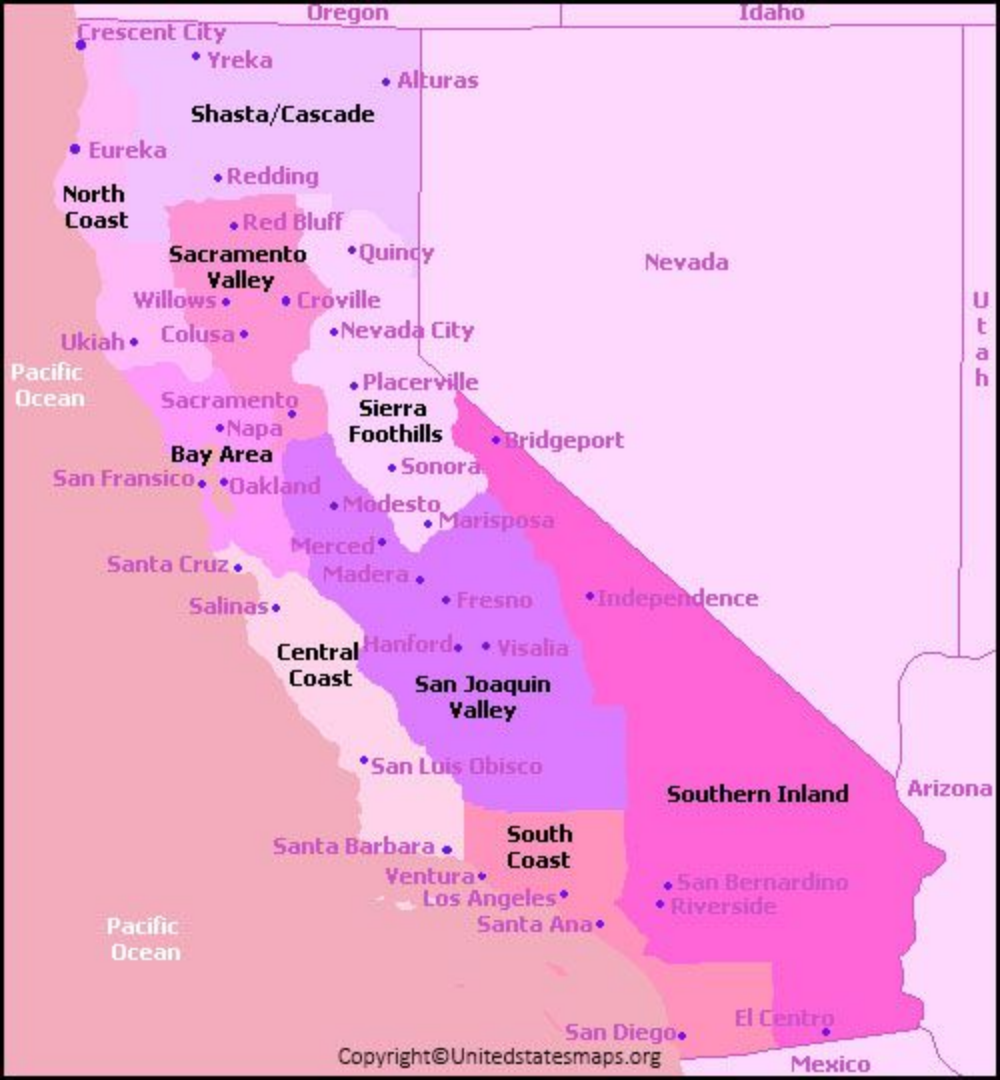 Oregon
Idaho
Crescent City
Yreka
Alturas
Shasta/Cascade
Eureka
Redding
North
Coast
Red Bluff
Sacramento
Valley
Quincy
Nevada
Willows
Croville
Utah
Colusa
Nevada City
Ukiah
Pacific
Ocean
Placerville
Sacramento
Sierra
Foothills
Napa
Bridgeport
Bay Area
Sonora
San Fransico
Oakland
Modesto
Marisposa
Merced
Santa Cruz
Madera
Salinas
Fresno
Independence
Central
Coast
Hanford
Visalia
San Joaquin
Valley
San Luis Obisco
Arizona
Southern Inland
South
Coast
Santa Barbara
Ventura
San Bernardino
Los Angeles
Riverside
Santa Ana
Pacific
Ocean
El Centro
San Diego
Copyright©Unitedstatesmaps.org
Mexico